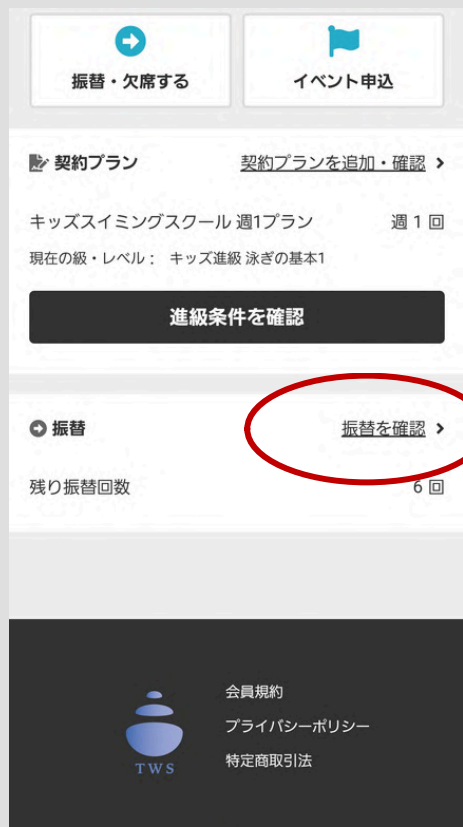 振替・欠席する
イベント申込
契約プラン 契約プランを追加・確認
キッズスイミングスクール 週1プラン 週 1 回
現在の級・レベル： キッズ進級 泳ぎの基本1
進級条件を確認
振替 振替を確認
残り振替回数 6 回
会員規約
プライバシーポリシー
特定商取引法
TWS